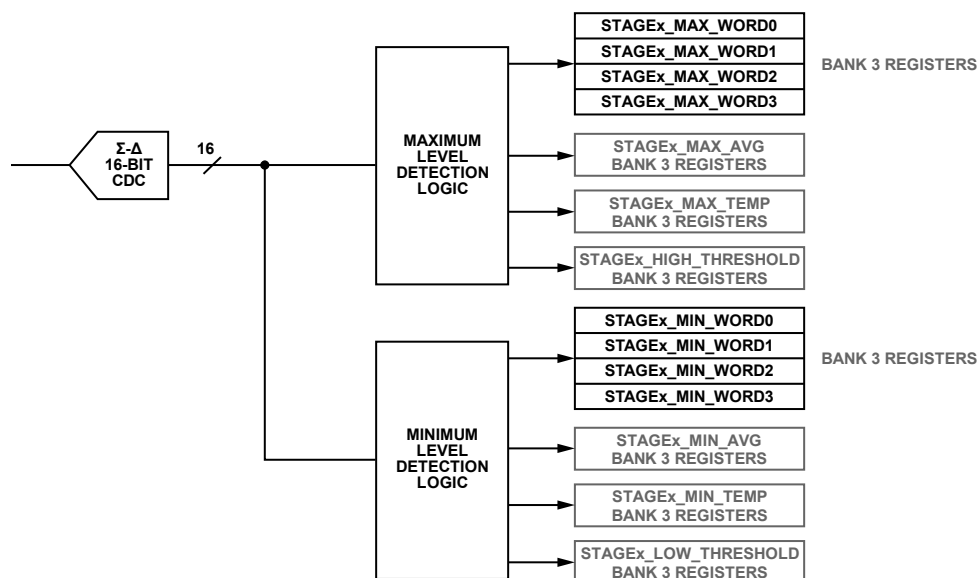 Σ-Δ
16-BIT
CDC
16
MAXIMUM
LEVEL
DETECTION
LOGIC
STAGEx_MAX_WORD0
STAGEx_MAX_WORD1
STAGEx_MAX_WORD2
STAGEx_MAX_WORD3
BANK 3 REGISTERS
STAGEx_MAX_AVG
BANK 3 REGISTERS
STAGEx_MAX_TEMP
BANK 3 REGISTERS
STAGEx_HIGH_THRESHOLD
BANK 3 REGISTERS
MINIMUM
LEVEL
DETECTION
LOGIC
STAGEx_MIN_WORD0
STAGEx_MIN_WORD1
STAGEx_MIN_WORD2
STAGEx_MIN_WORD3
BANK 3 REGISTERS
STAGEx_MIN_AVG
BANK 3 REGISTERS
STAGEx_MIN_TEMP
BANK 3 REGISTERS
STAGEx_LOW_THRESHOLD
BANK 3 REGISTERS